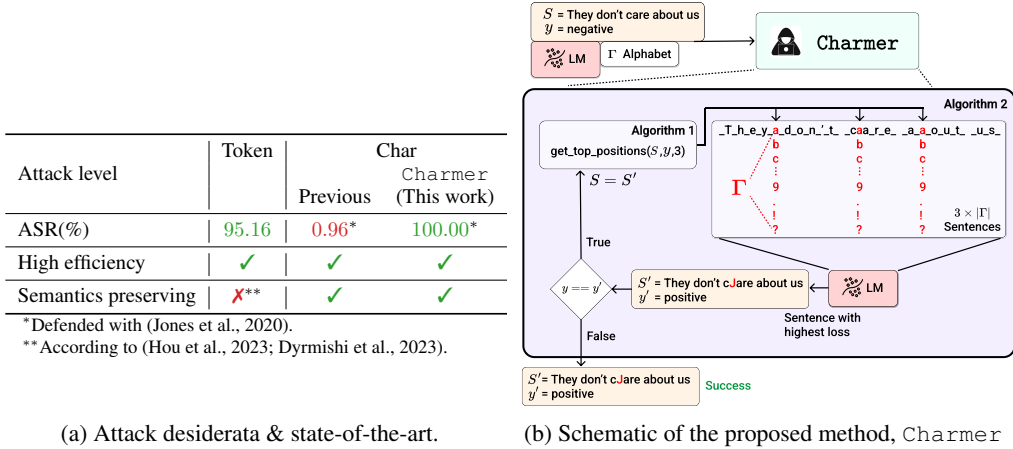 Attack level
Token
Char
Previous
Charmer
(This work)
ASR(%) 95.16 0.96* 100.00*
High efficiency ✓ ✓ ✓
Semantics preserving ✗** ✓ ✓
*Defended with (Jones et al., 2020).
**According to (Hou et al., 2023; Dyrmishi et al., 2023).
(a) Attack desiderata & state-of-the-art.
S = They don't care about us
y = negative
LM
Γ Alphabet
Charmer
Algorithm 2
Algorithm 1
get_top_positions(S,y,3)
_T_h_e_y_a_d_o_n_'_t_ _caa_r_e_ _a_a_o_u_t_ _u_s_
b b b
c c c
⋮ ⋮ ⋮
Γ
9 9 9
. . .
! ! !
? ? ?
3 × |Γ|
Sentences
S = S′
True
y == y′
False
S′ = They don't cJare about us
y′ = positive
LM
Sentence with
highest loss
S′ = They don't cJare about us
y′ = positive
Success
(b) Schematic of the proposed method, Charmer